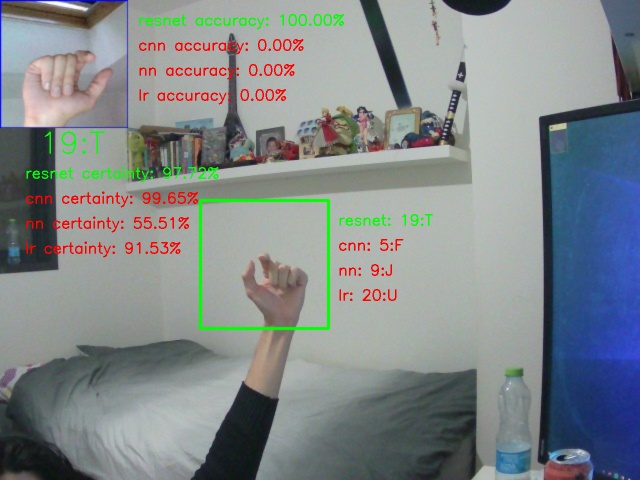 resnet accuracy: 100.00%
cnn accuracy: 0.00%
nn accuracy: 0.00%
lr accuracy: 0.00%
19:T
resnet certainty: 97.72%
cnn certainty: 99.65%
nn certainty: 55.51%
lr certainty: 91.53%
resnet: 19:T
cnn: 5:F
nn: 9:J
lr: 20:U